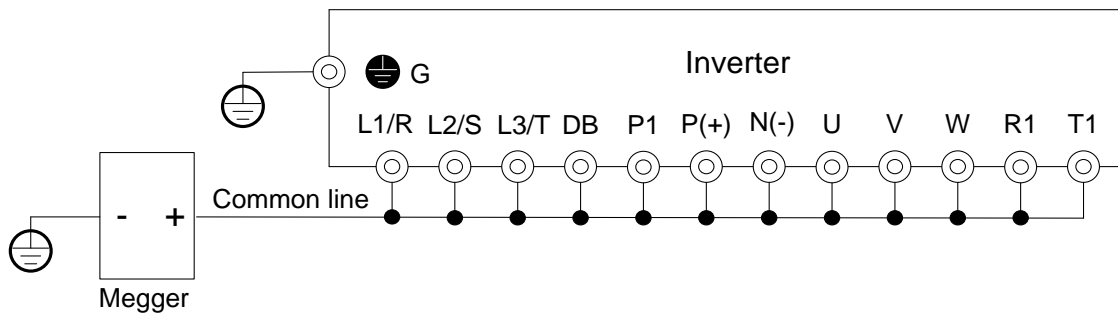 Inverter
G
L1/R L2/S L3/T DB P1 P(+) N(-) U V W R1 T1
Common line
- +
Megger